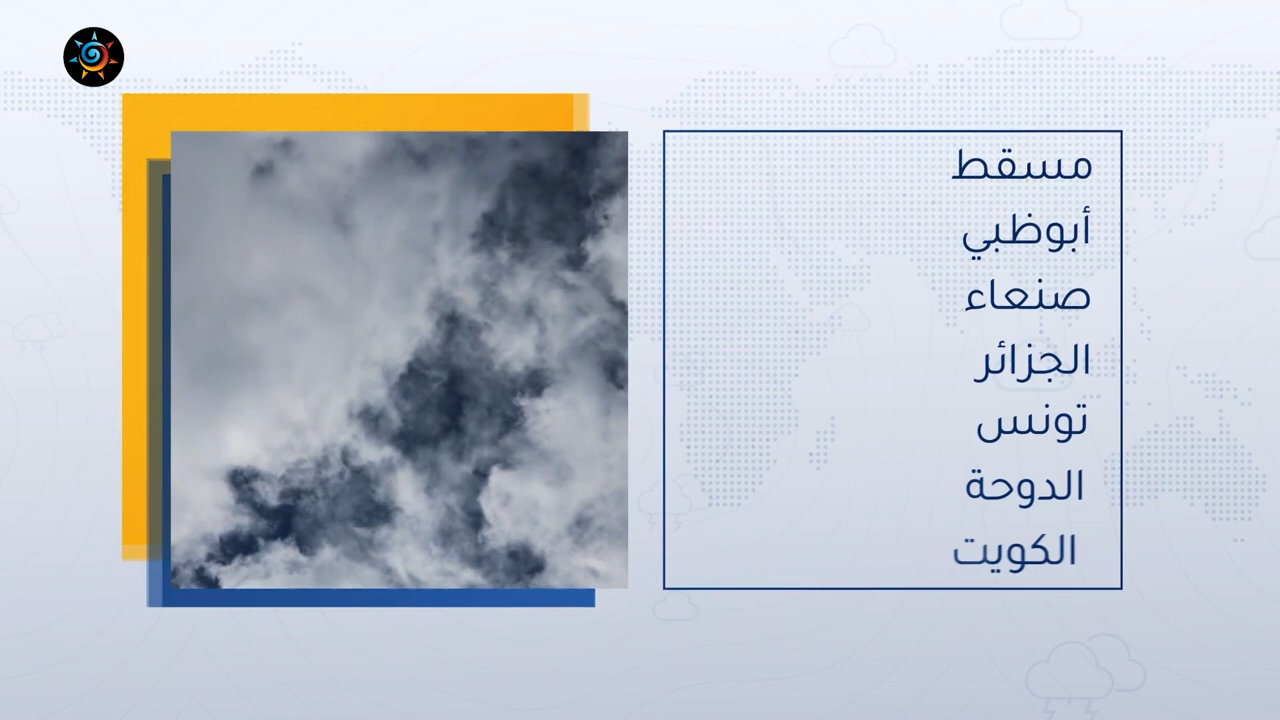 مسقط
أبوظبي
صنعاء
الجزائر
تونس
الدوحة
الكويت